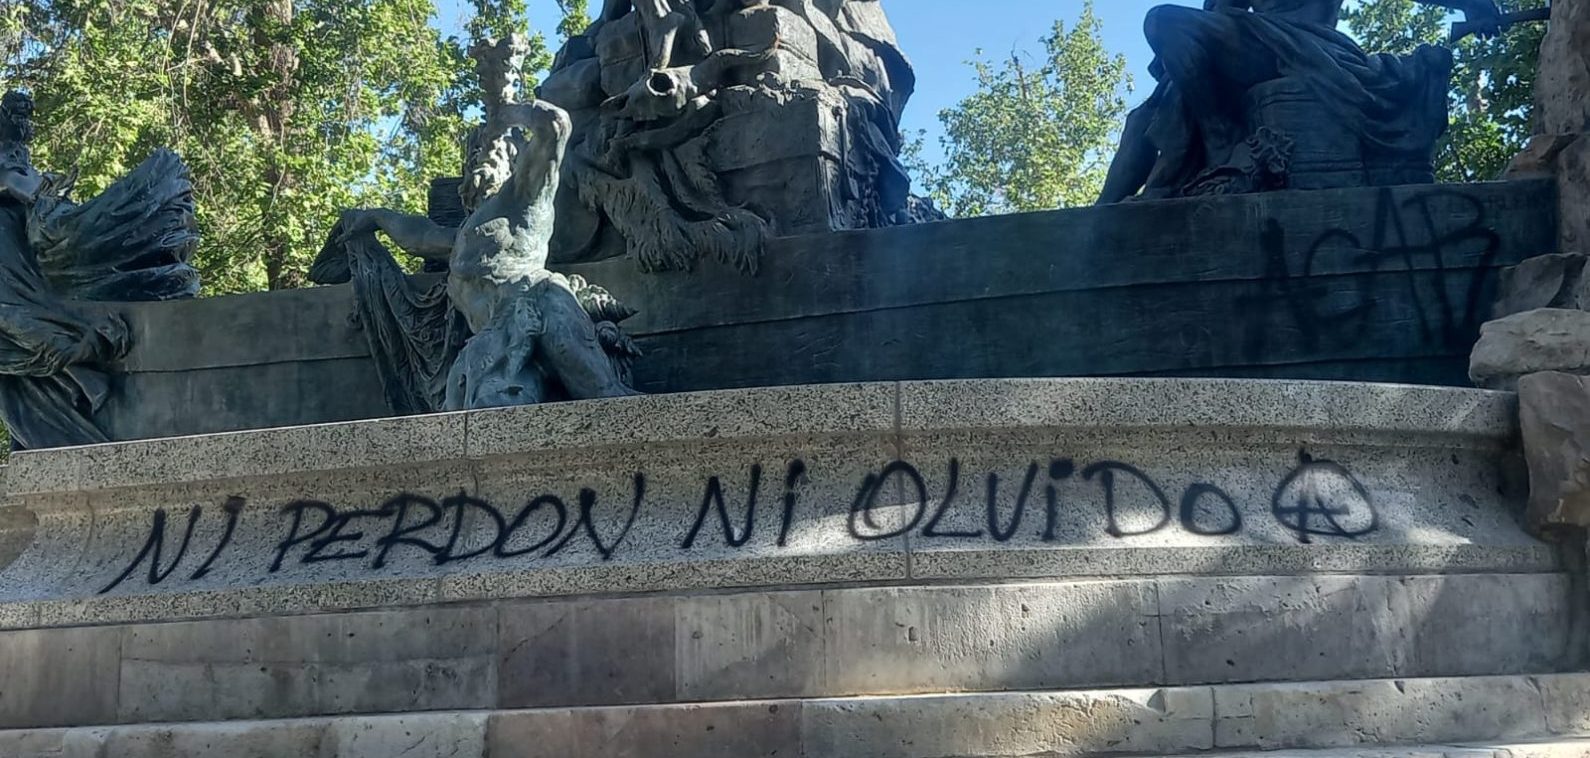 ACAB
NI PERDON NI OLVIDO Ⓐ